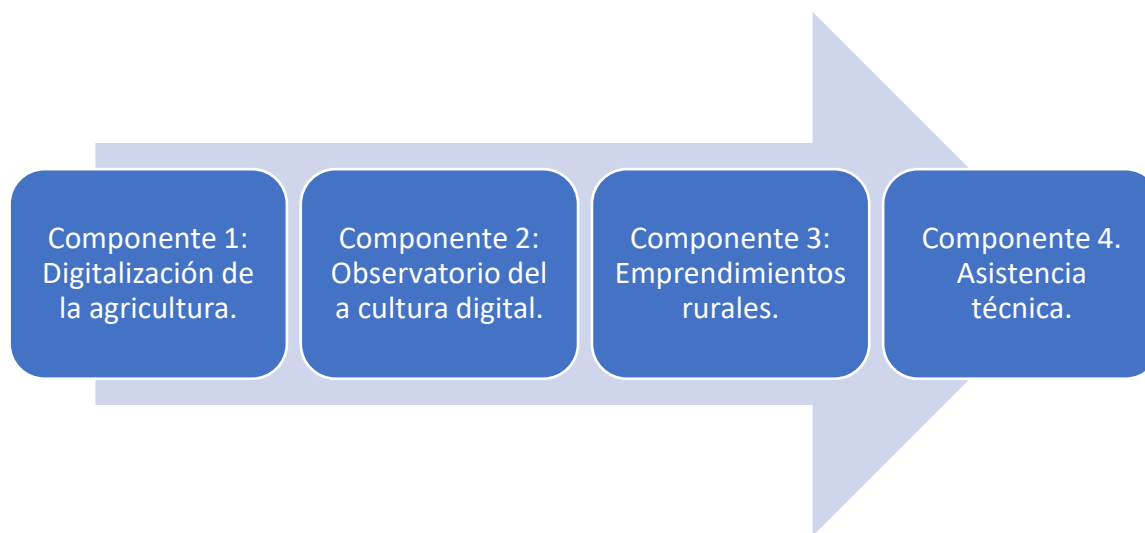 Componente 1:
Digitalización de
la agricultura.
Componente 2:
Observatorio del
a cultura digital.
Componente 3:
Emprendimientos
rurales.
Componente 4.
Asistencia
técnica.